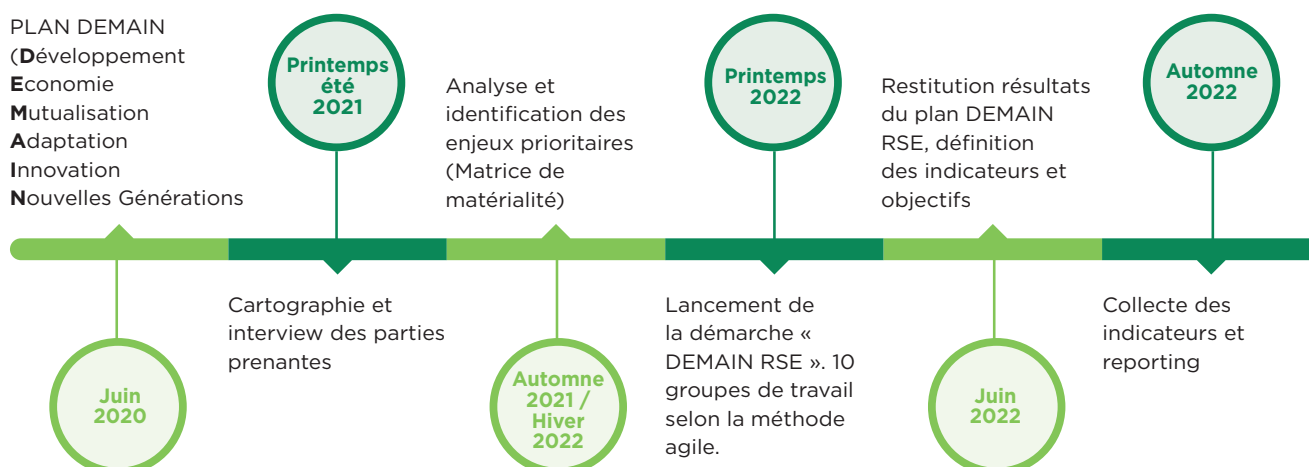 PLAN DEMAIN
(Développement
Economie
Mutualisation
Adaptation
Innovation
Nouvelles Générations
Juin
2020
Printemps
été
2021
Cartographie et
interview des parties
prenantes
Analyse et
identification des
enjeux prioritaires
(Matrice de
matérialité)
Automne
2021 /
Hiver
2022
Printemps
2022
Lancement de
la démarche «
DEMAIN RSE ». 10
groupes de travail
selon la méthode
agile.
Restitution résultats
du plan DEMAIN
RSE, définition
des indicateurs et
objectifs
Juin
2022
Automne
2022
Collecte des
indicateurs et
reporting